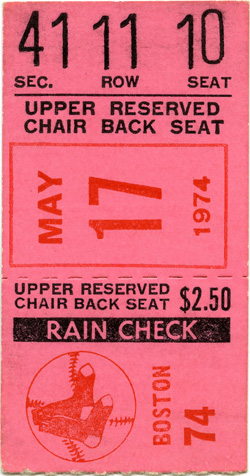 41 11 10
SEC. ROW SEAT
UPPER RESERVED
CHAIR BACK SEAT
MAY 17 1974
UPPER RESERVED
CHAIR BACK SEAT $2.50
RAIN CHECK
BOSTON 74